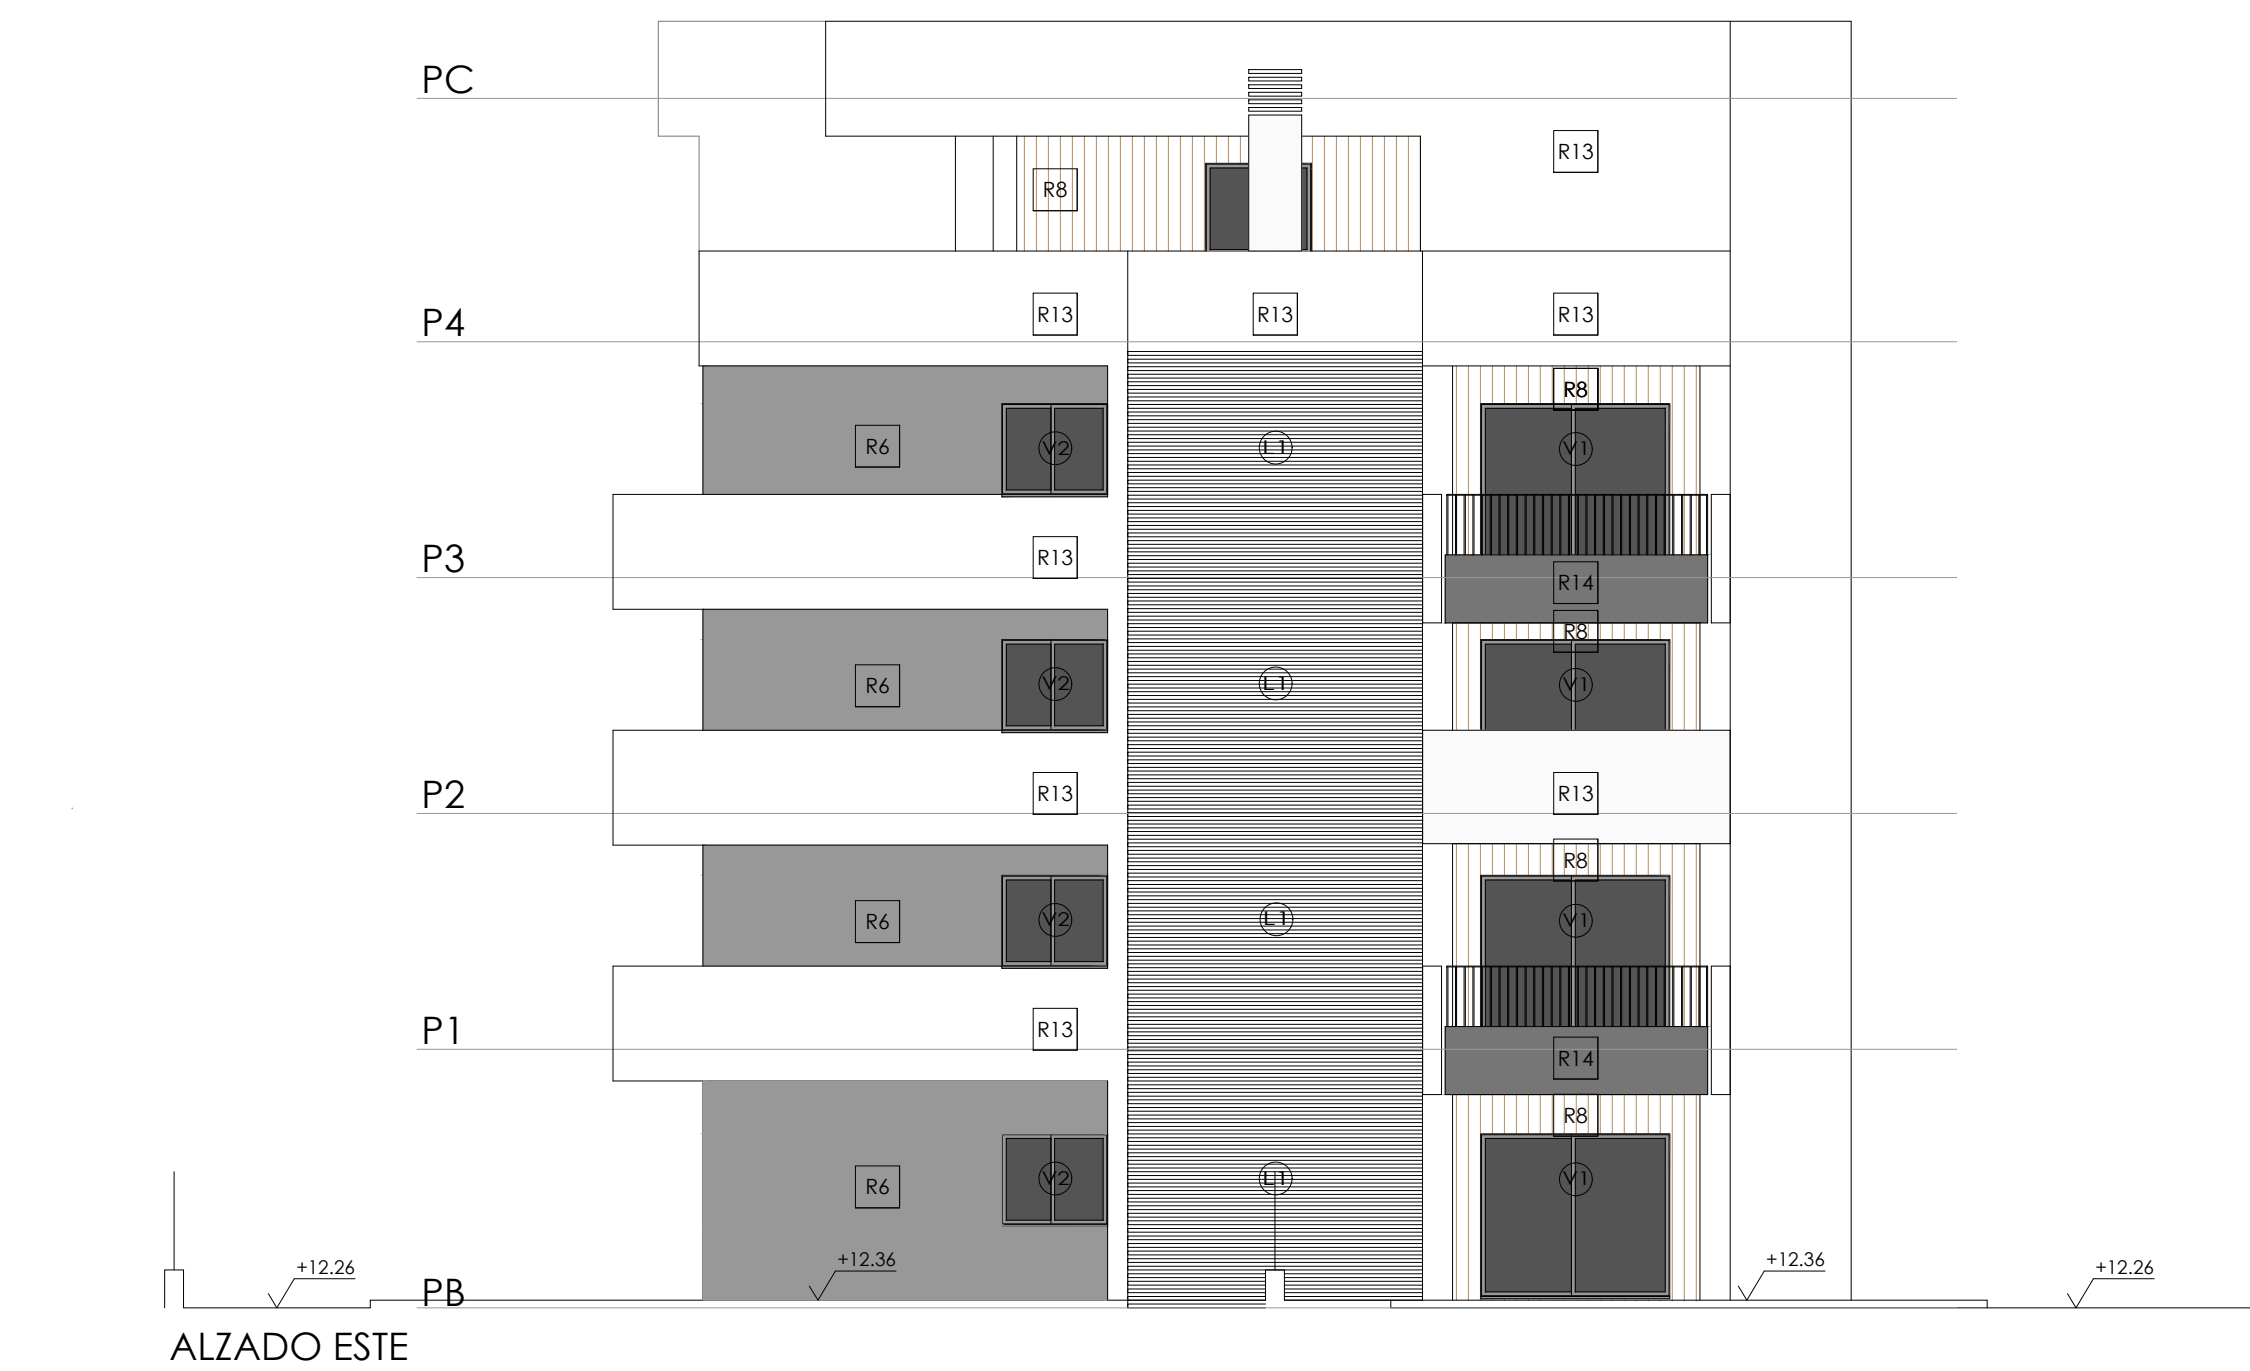 PC
R13
R8
P4
R13 R13 R13
R8
R6 V2 L1 V1
P3
R13 R14
R8
R6 V2 L1 V1
P2
R13 R13
R8
R6 V2 L1 V1
P1
R13 R14
R8
R6 V2 L1 V1
+12.26 +12.36 +12.36 +12.26
PB
ALZADO ESTE